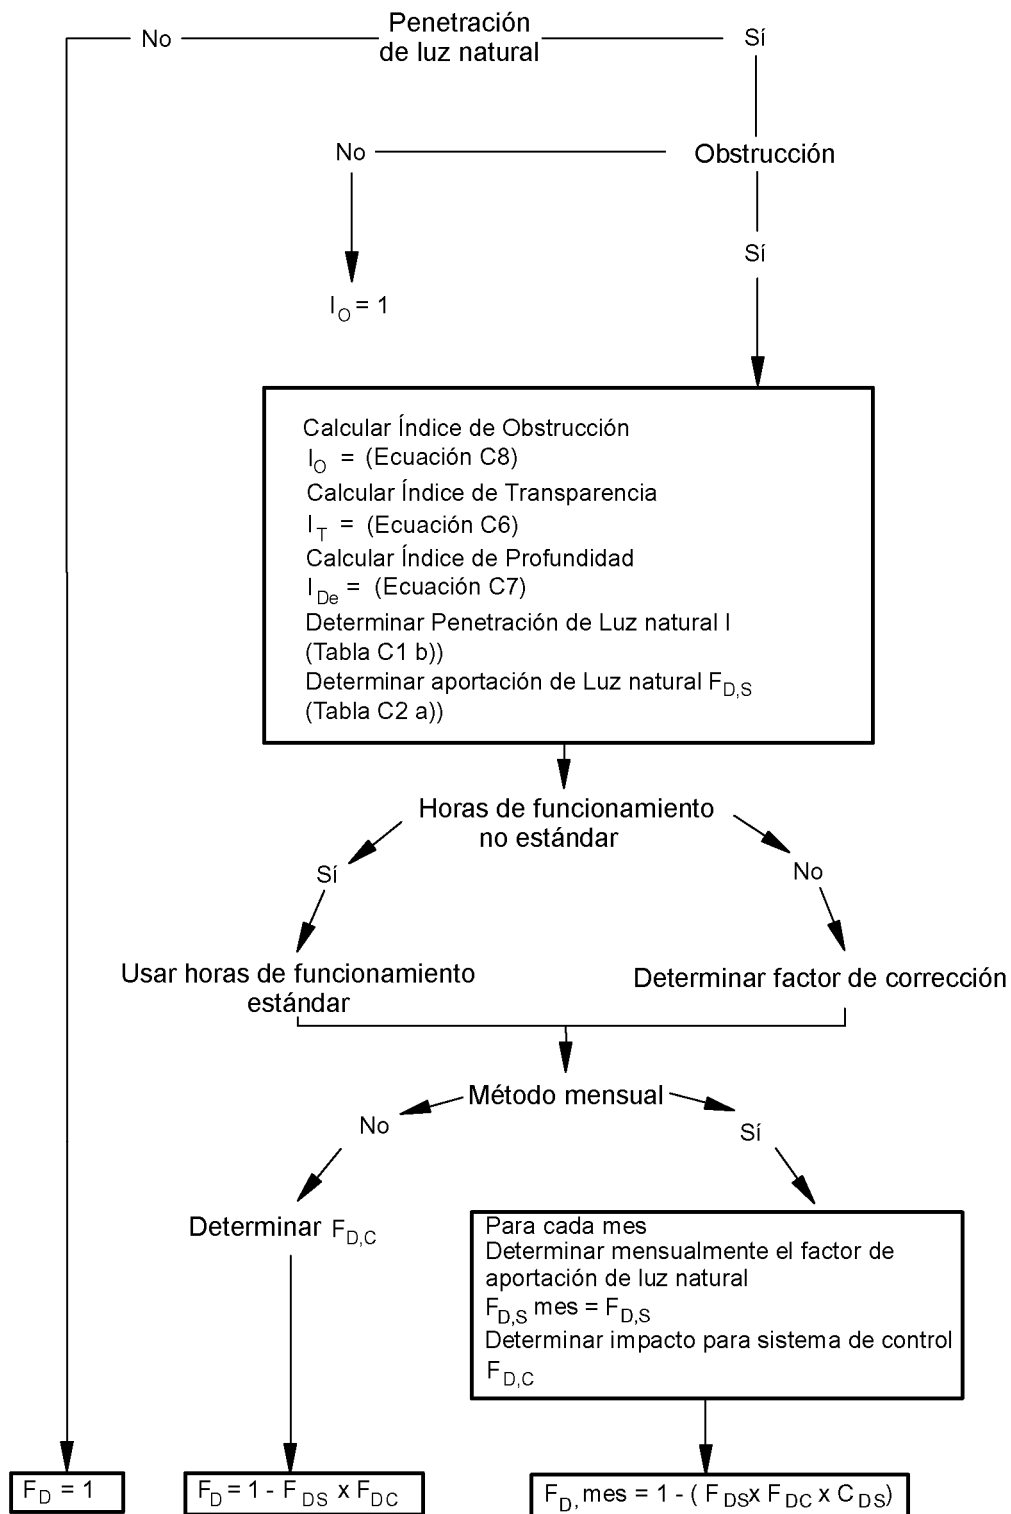 Penetración
de luz natural
No
Sí
No
Obstrucción
Sí
I_O = 1
Calcular Índice de Obstrucción
I_O = (Ecuación C8)
Calcular Índice de Transparencia
I_T = (Ecuación C6)
Calcular Índice de Profundidad
I_De = (Ecuación C7)
Determinar Penetración de Luz natural I
(Tabla C1 b))
Determinar aportación de Luz natural F_D,S
(Tabla C2 a))
Horas de funcionamiento
no estándar
Sí
No
Usar horas de funcionamiento
estándar
Determinar factor de corrección
Método mensual
No
Sí
Determinar F_D,C
Para cada mes
Determinar mensualmente el factor de
aportación de luz natural
F_D,S mes = F_D,S
Determinar impacto para sistema de control
F_D,C
F_D = 1
F_D = 1 - F_DS x F_DC
F_D, mes = 1 - ( F_DS x F_DC x C_DS)